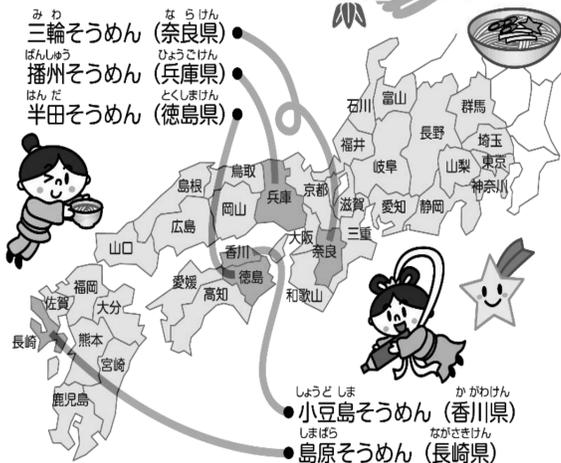 みわ ならけん
三輪そうめん（奈良県）
ばんしゅう ひょうごけん
播州そうめん（兵庫県）
はんだ とくしまけん
半田そうめん（徳島県）
石川
富山
群馬
福井
長野
埼玉
岐阜
山梨
東京
神奈川
鳥取
京都
滋賀
愛知
静岡
島根
兵庫
岡山
広島
大阪
奈良
三重
山口
香川
徳島
和歌山
愛媛
高知
福岡
佐賀
大分
長崎
熊本
宮崎
鹿児島
しょうどしま かがわけん
小豆島そうめん（香川県）
しまばら ながさきけん
島原そうめん（長崎県）